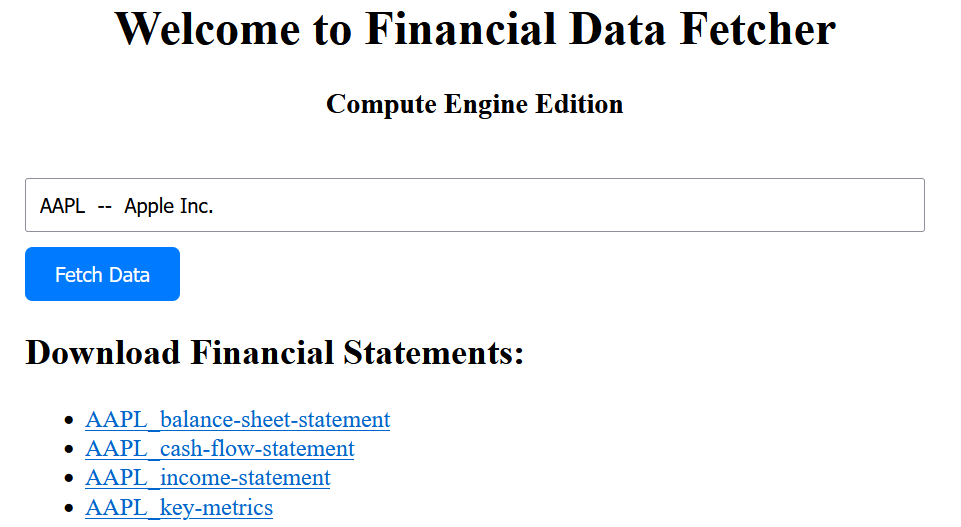 Welcome to Financial Data Fetcher
Compute Engine Edition
AAPL -- Apple Inc.
Fetch Data
Download Financial Statements:
AAPL_balance-sheet-statement
AAPL_cash-flow-statement
AAPL_income-statement
AAPL_key-metrics